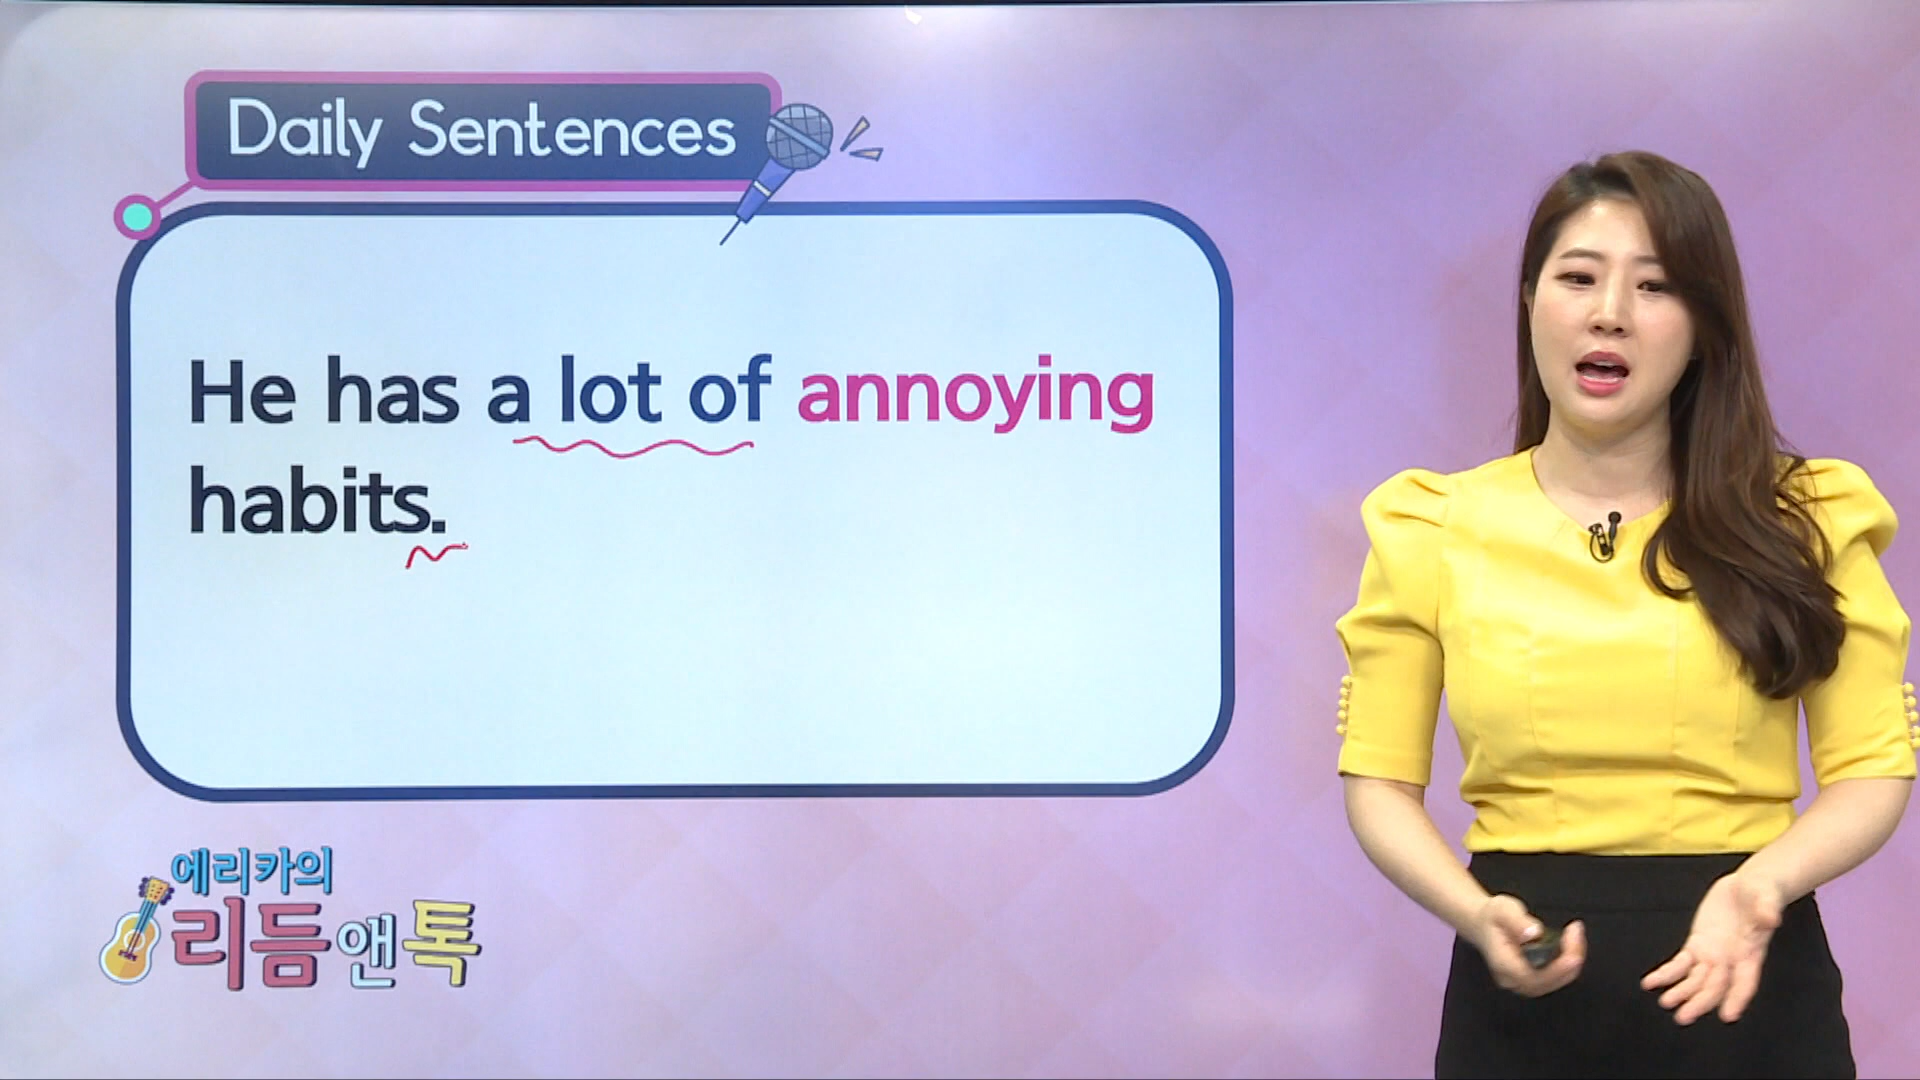 Daily Sentences
He has a lot of annoying
habits.
에리카의
리듬앤톡